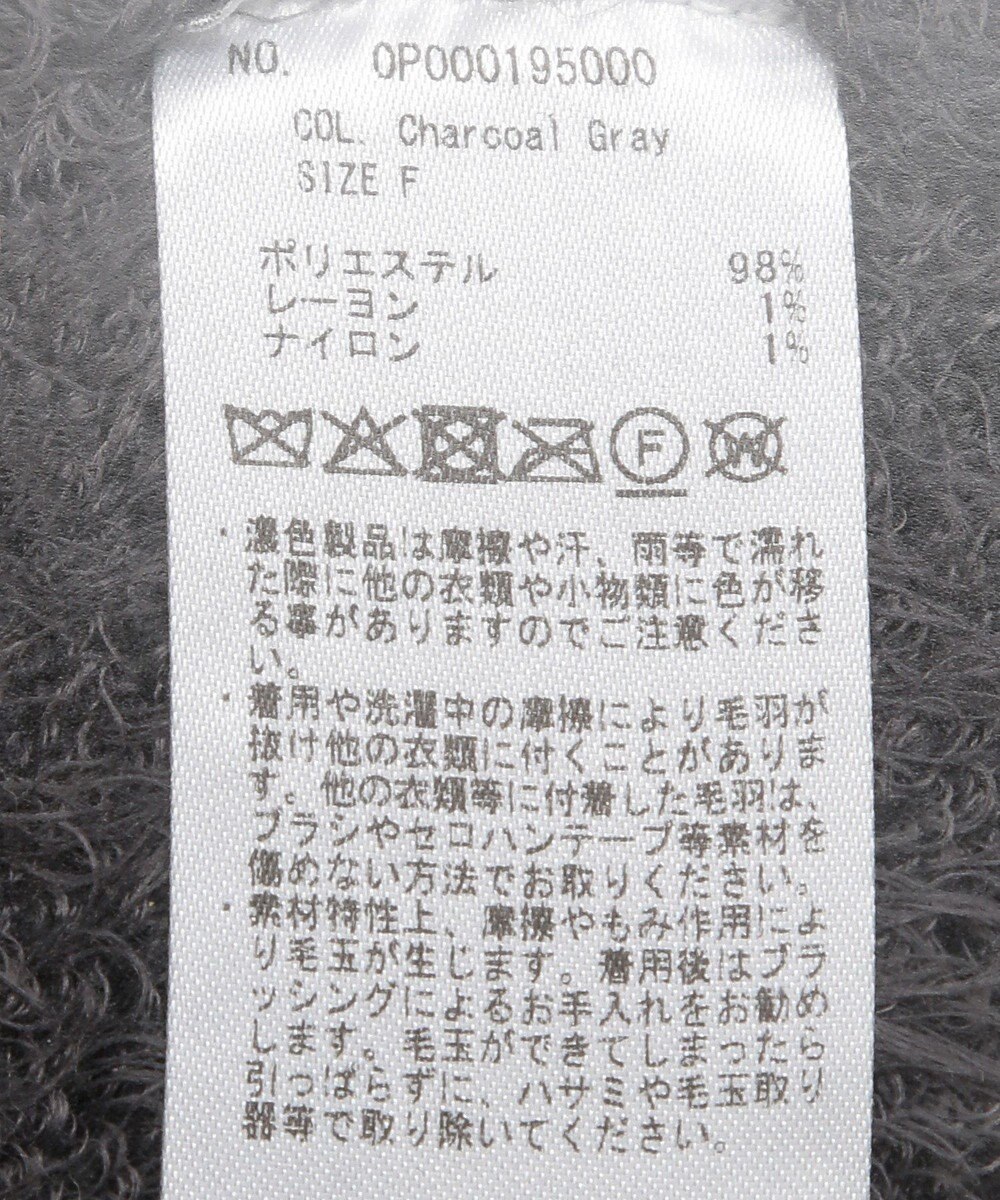 NO. 0P000195000
COL. Charcoal Gray
SIZE F
ポリエステル 98%
レーヨン 1%
ナイロン 1%
F
W
・濃色製品は摩擦や汗、雨等で濡れ
た際に他の衣類や小物類に色が移
る事がありますのでご注意くださ
い。
・着用や洗濯中の摩擦により毛羽が
抜け他の衣類に付くことがありま
す。他の衣類等に付着した毛羽は、
ブラシやセロハンテープ等素材を
傷めない方法でお取りください。
・素材特性上、摩擦やもみ作用によ
り毛玉が生じます。着用後はブラ
ッシングによるお手入れをお勧め
します。毛玉ができてしまったら
引っぱらずに、ハサミや毛玉取り
器等で取り除いてください。